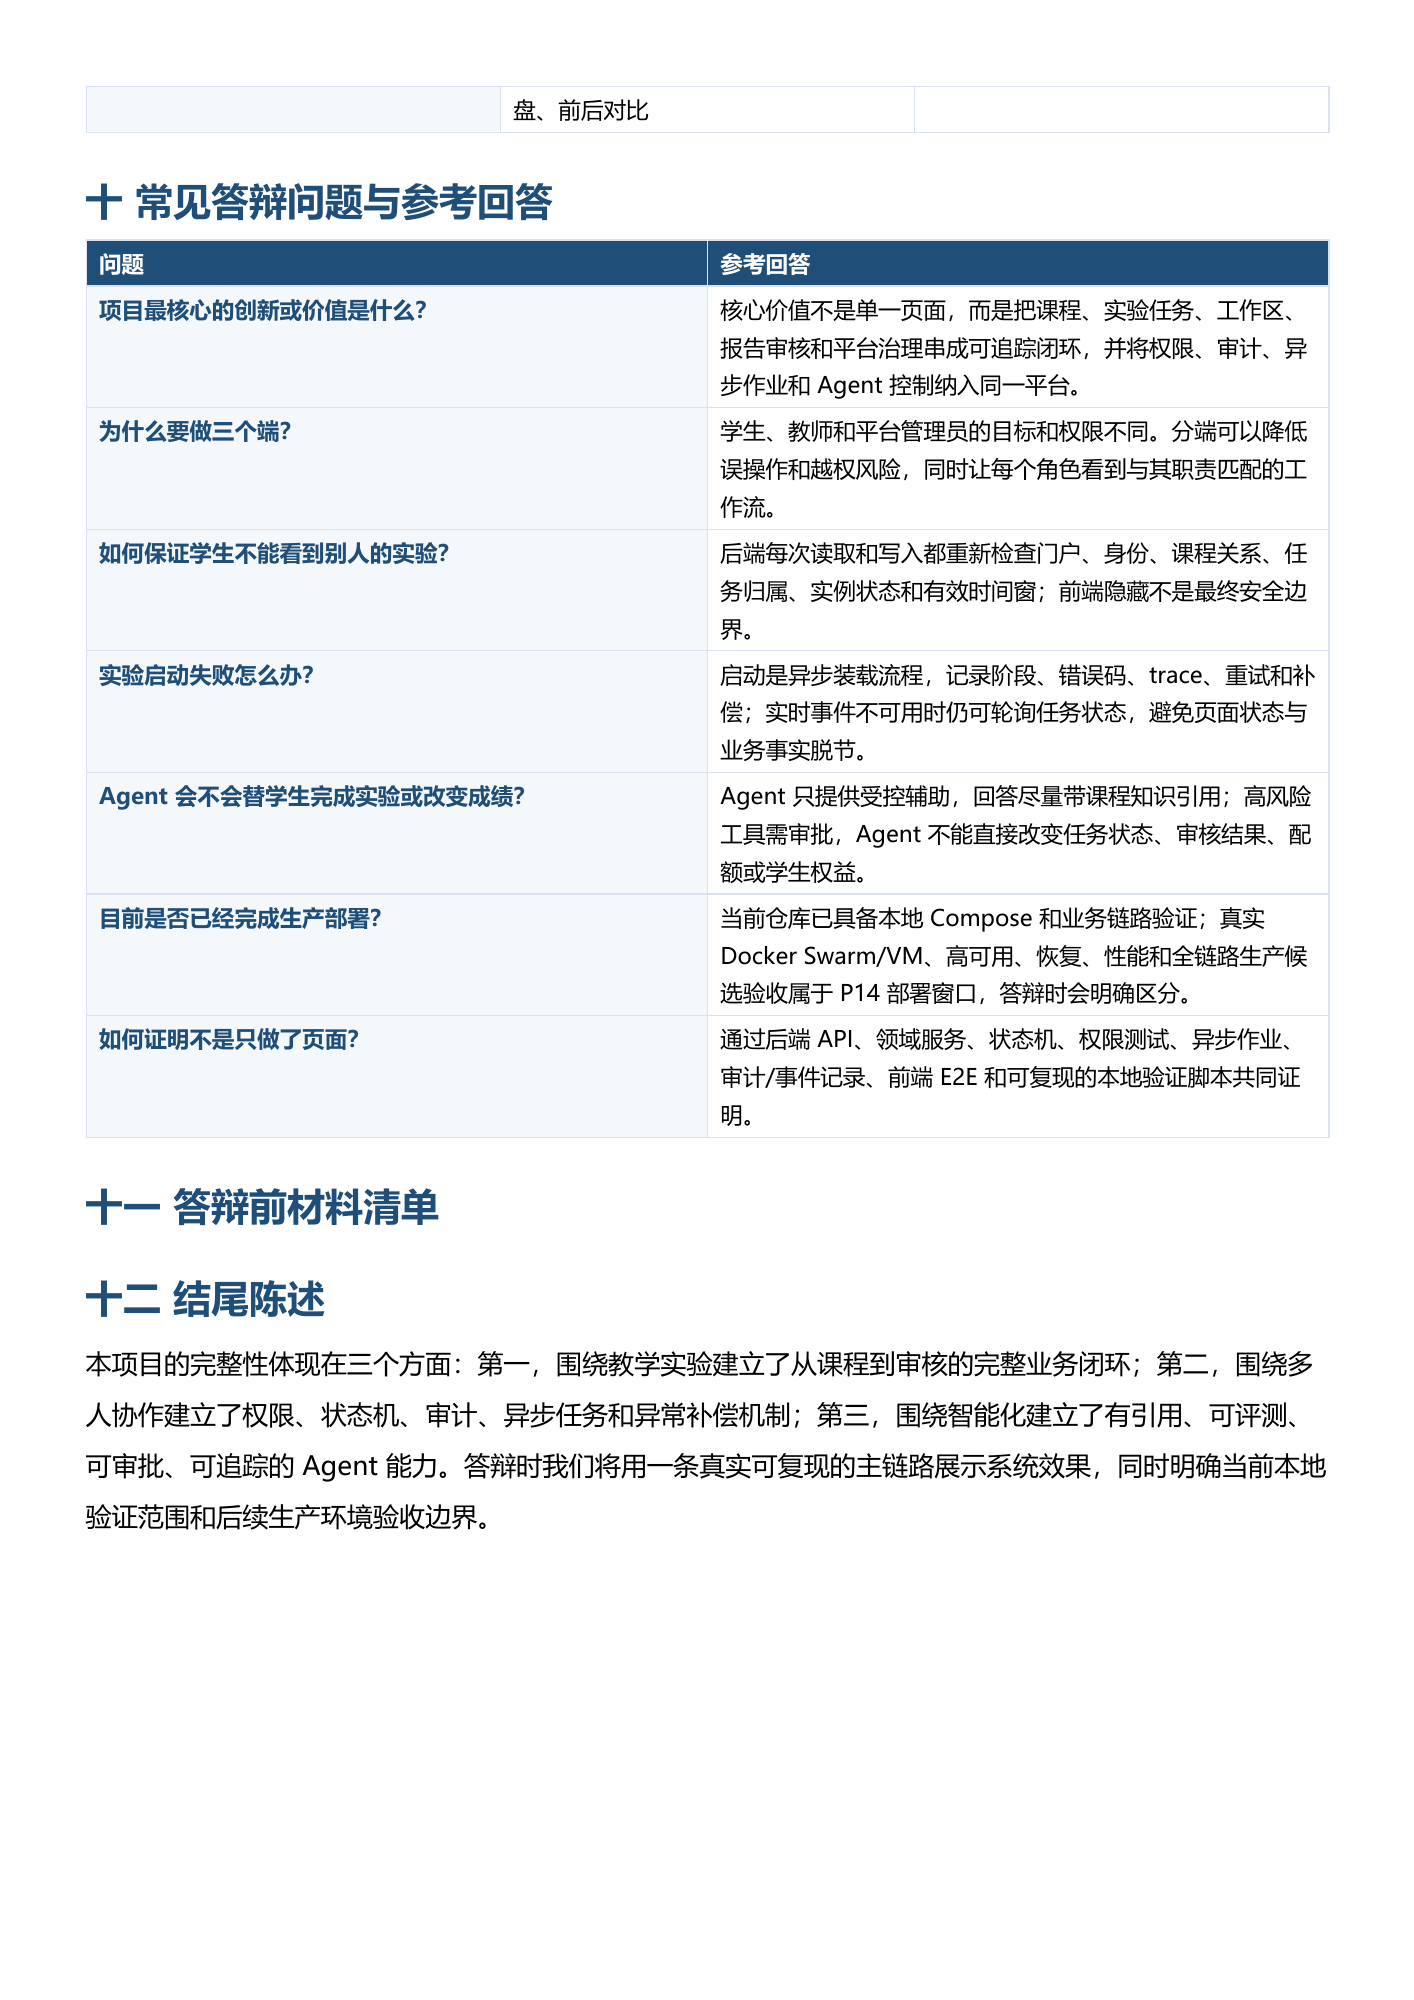 盘、前后对比
十 常见答辩问题与参考回答
问题
参考回答
项目最核心的创新或价值是什么？
核心价值不是单一页面，而是把课程、实验任务、工作区、
报告审核和平台治理串成可追踪闭环，并将权限、审计、异
步作业和 Agent 控制纳入同一平台。
为什么要做三个端？
学生、教师和平台管理员的目标和权限不同。分端可以降低
误操作和越权风险，同时让每个角色看到与其职责匹配的工
作流。
如何保证学生不能看到别人的实验？
后端每次读取和写入都重新检查门户、身份、课程关系、任
务归属、实例状态和有效时间窗；前端隐藏不是最终安全边
界。
实验启动失败怎么办？
启动是异步装载流程，记录阶段、错误码、trace、重试和补
偿；实时事件不可用时仍可轮询任务状态，避免页面状态与
业务事实脱节。
Agent 会不会替学生完成实验或改变成绩？
Agent 只提供受控辅助，回答尽量带课程知识引用；高风险
工具需审批，Agent 不能直接改变任务状态、审核结果、配
额或学生权益。
目前是否已经完成生产部署？
当前仓库已具备本地 Compose 和业务链路验证；真实
Docker Swarm/VM、高可用、恢复、性能和全链路生产候
选验收属于 P14 部署窗口，答辩时会明确区分。
如何证明不是只做了页面？
通过后端 API、领域服务、状态机、权限测试、异步作业、
审计/事件记录、前端 E2E 和可复现的本地验证脚本共同证
明。
十一 答辩前材料清单
十二 结尾陈述
本项目的完整性体现在三个方面：第一，围绕教学实验建立了从课程到审核的完整业务闭环；第二，围绕多
人协作建立了权限、状态机、审计、异步任务和异常补偿机制；第三，围绕智能化建立了有引用、可评测、
可审批、可追踪的 Agent 能力。答辩时我们将用一条真实可复现的主链路展示系统效果，同时明确当前本地
验证范围和后续生产环境验收边界。